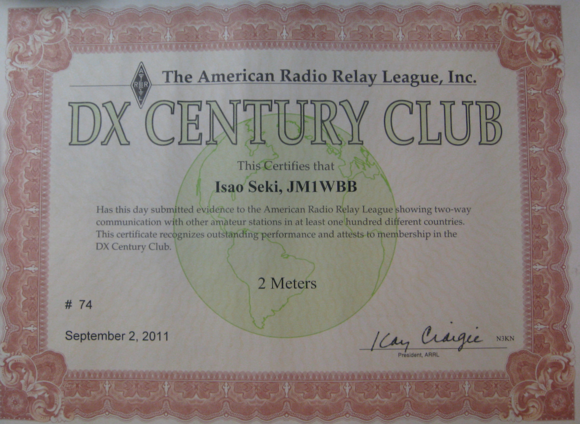 The American Radio Relay League, Inc.
DX CENTURY CLUB
This Certifies that
Isao Seki, JM1WBB
Has this day submitted evidence to the American Radio Relay League showing two-way
communication with other amateur stations in at least one hundred different countries.
This certificate recognizes outstanding performance and attests to membership in the
DX Century Club.
2 Meters
# 74
September 2, 2011
Kay Craigie N3KN
President, ARRL